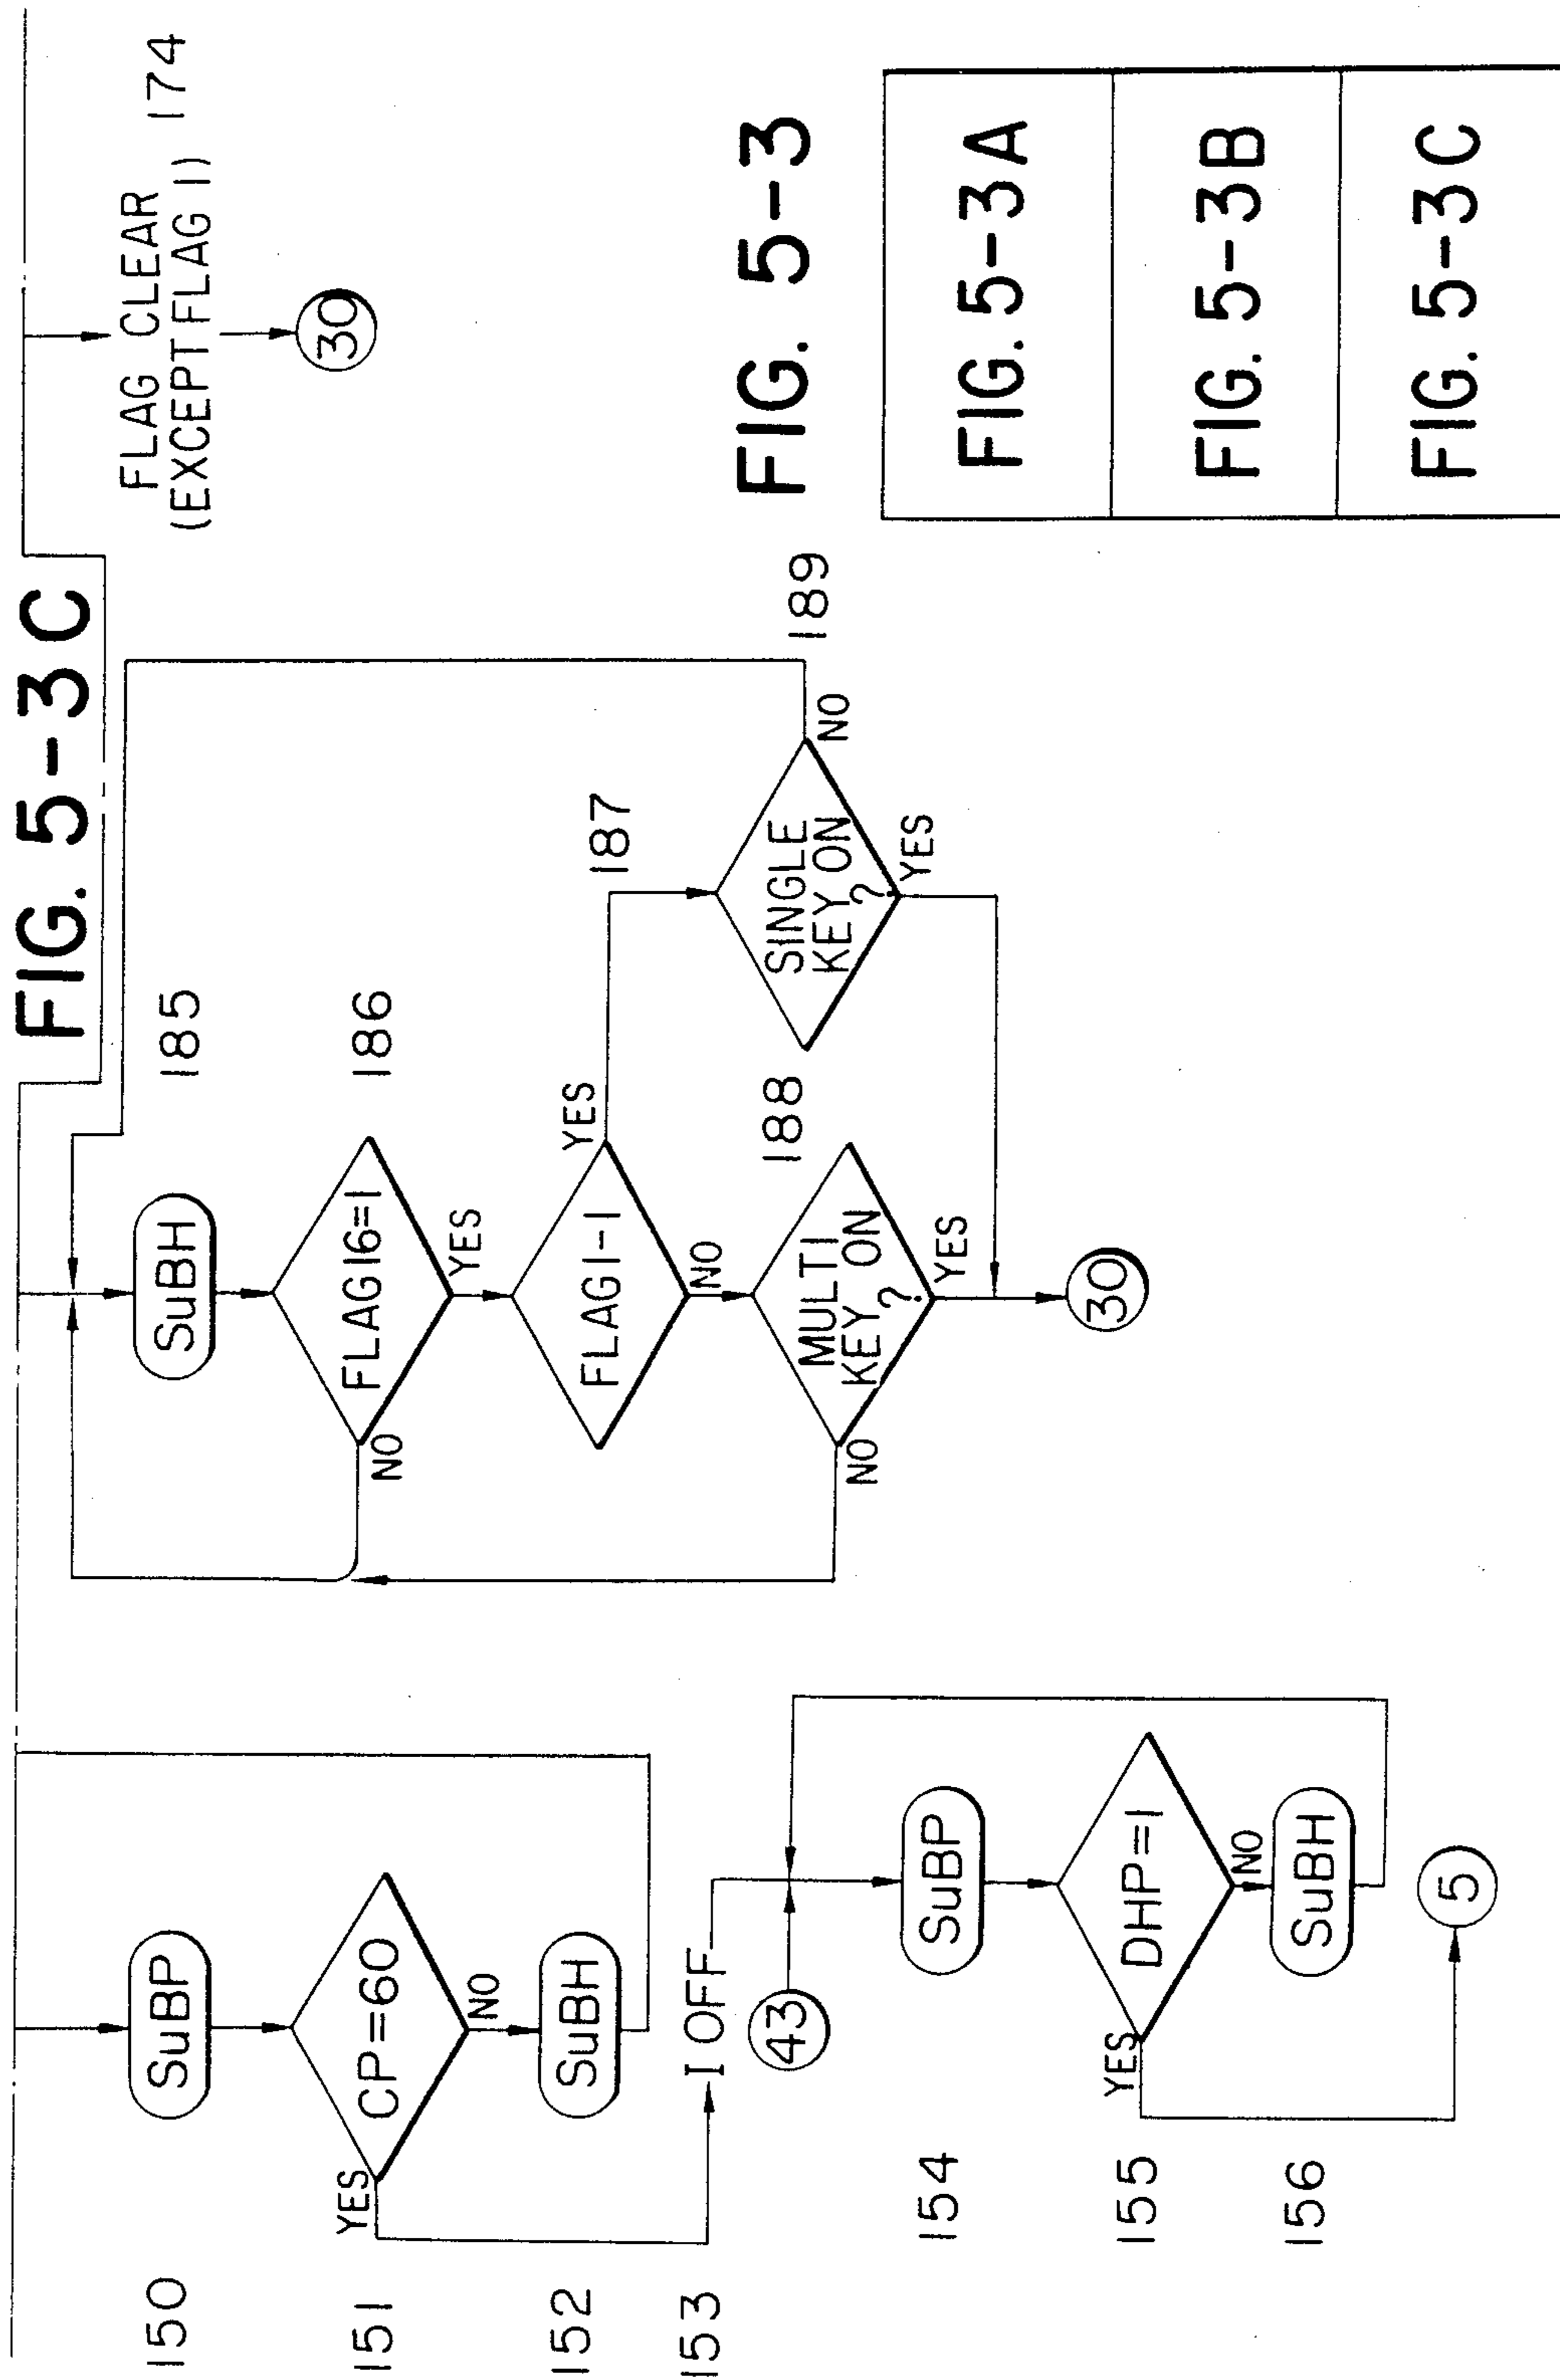 FIG. 5-3C
150
SuBP
151
CP=60
YES
NO
152
SuBH
153
I OFF
43
154
SuBP
155
DHP=1
YES
NO
156
SuBH
5
185
SuBH
186
FLAG16=1
NO
YES
187
FLAG1-1
YES
NO
188
MULTI
KEY ON
?
NO
YES
189
SINGLE
KEY ON
?
NO
YES
30
FLAG CLEAR
(EXCEPT FLAG 1) 174
30
FIG. 5-3
FIG. 5-3A
FIG. 5-3B
FIG. 5-3C